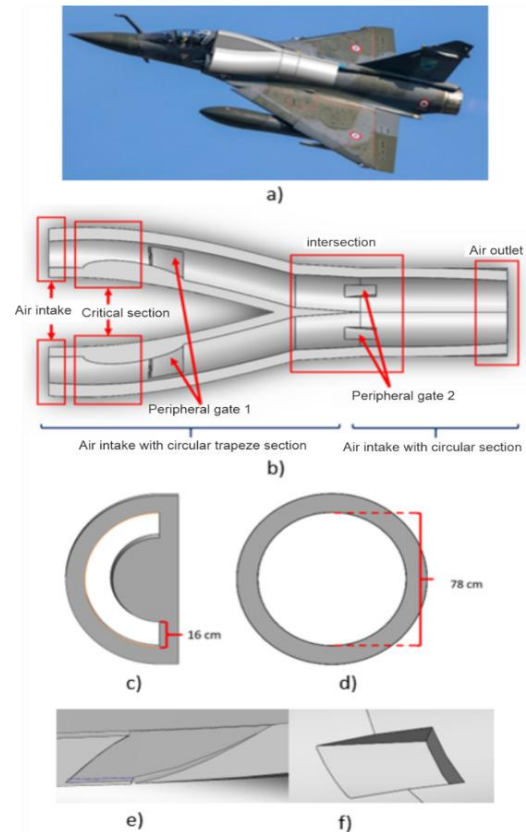 a)
intersection
Air outlet
Air intake
Critical section
Peripheral gate 1
Peripheral gate 2
Air intake with circular trapeze section
Air intake with circular section
b)
16 cm
78 cm
c)
d)
e)
f)